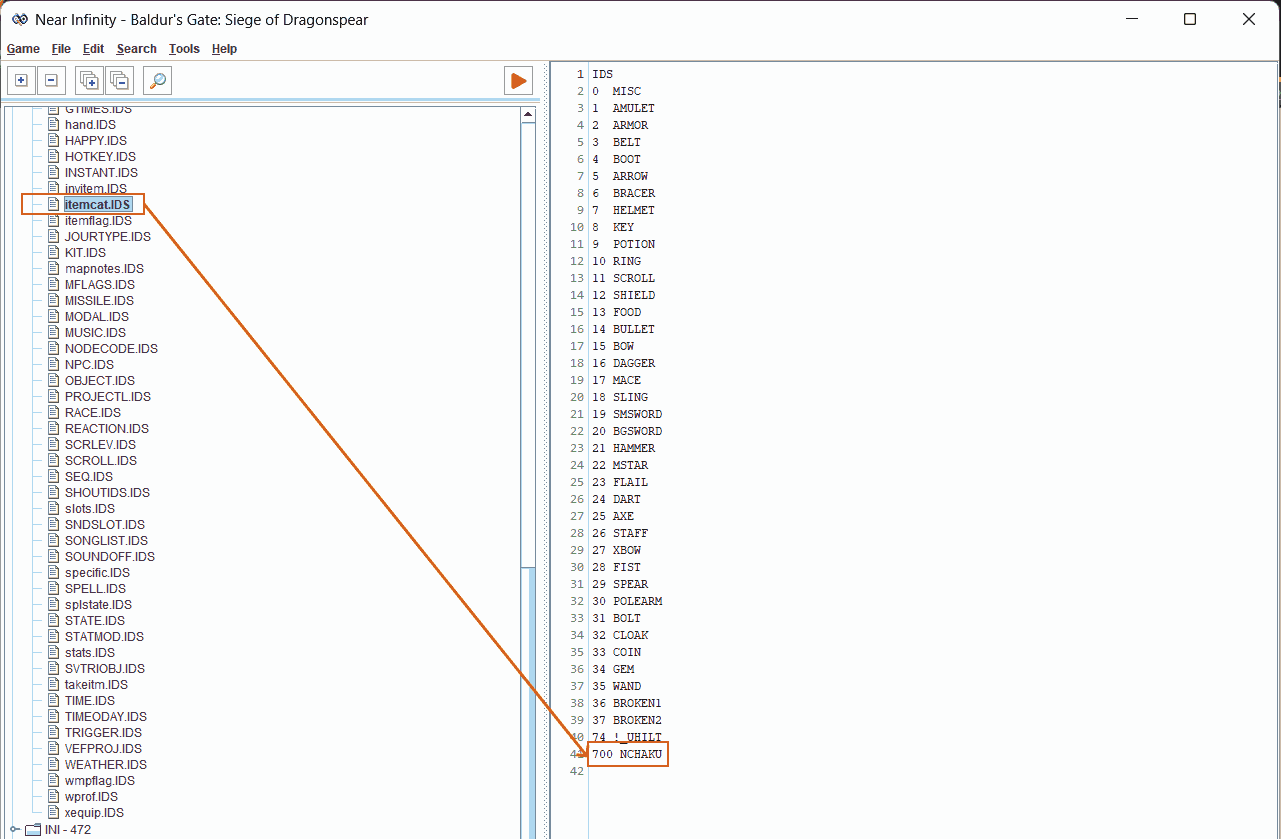 Near Infinity - Baldur's Gate: Siege of Dragonspear
Game File Edit Search Tools Help
GTIMES.IDS
hand.IDS
HAPPY.IDS
HOTKEY.IDS
INSTANT.IDS
invitem.IDS
itemcat.IDS
itemflag.IDS
JOURTYPE.IDS
KIT.IDS
mapnotes.IDS
MFLAGS.IDS
MISSILE.IDS
MODAL.IDS
MUSIC.IDS
NODECODE.IDS
NPC.IDS
OBJECT.IDS
PROJECTL.IDS
RACE.IDS
REACTION.IDS
SCRLEV.IDS
SCROLL.IDS
SEQ.IDS
SHOUTIDS.IDS
slots.IDS
SNDSLOT.IDS
SONGLIST.IDS
SOUNDOFF.IDS
specific.IDS
SPELL.IDS
splstate.IDS
STATE.IDS
STATMOD.IDS
stats.IDS
SVTRIOBJ.IDS
takeitm.IDS
TIME.IDS
TIMEODAY.IDS
TRIGGER.IDS
VEFPROJ.IDS
WEATHER.IDS
wmpflag.IDS
wprof.IDS
xequip.IDS
INI - 472
1 IDS
2 0 MISC
3 1 AMULET
4 2 ARMOR
5 3 BELT
6 4 BOOT
7 5 ARROW
8 6 BRACER
9 7 HELMET
10 8 KEY
11 9 POTION
12 10 RING
13 11 SCROLL
14 12 SHIELD
15 13 FOOD
16 14 BULLET
17 15 BOW
18 16 DAGGER
19 17 MACE
20 18 SLING
21 19 SMSWORD
22 20 BGSWORD
23 21 HAMMER
24 22 MSTAR
25 23 FLAIL
26 24 DART
27 25 AXE
28 26 STAFF
29 27 XBOW
30 28 FIST
31 29 SPEAR
32 30 POLEARM
33 31 BOLT
34 32 CLOAK
35 33 COIN
36 34 GEM
37 35 WAND
38 36 BROKEN1
39 37 BROKEN2
40 74 !_UHILT
41 700 NCHAKU
42